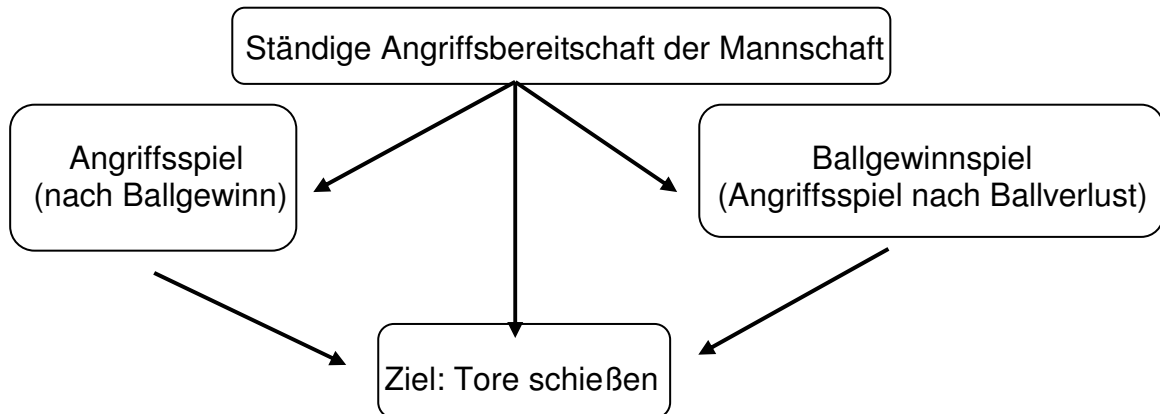 Ständige Angriffsbereitschaft der Mannschaft
Angriffsspiel
(nach Ballgewinn)
Ballgewinnspiel
(Angriffsspiel nach Ballverlust)
Ziel: Tore schießen